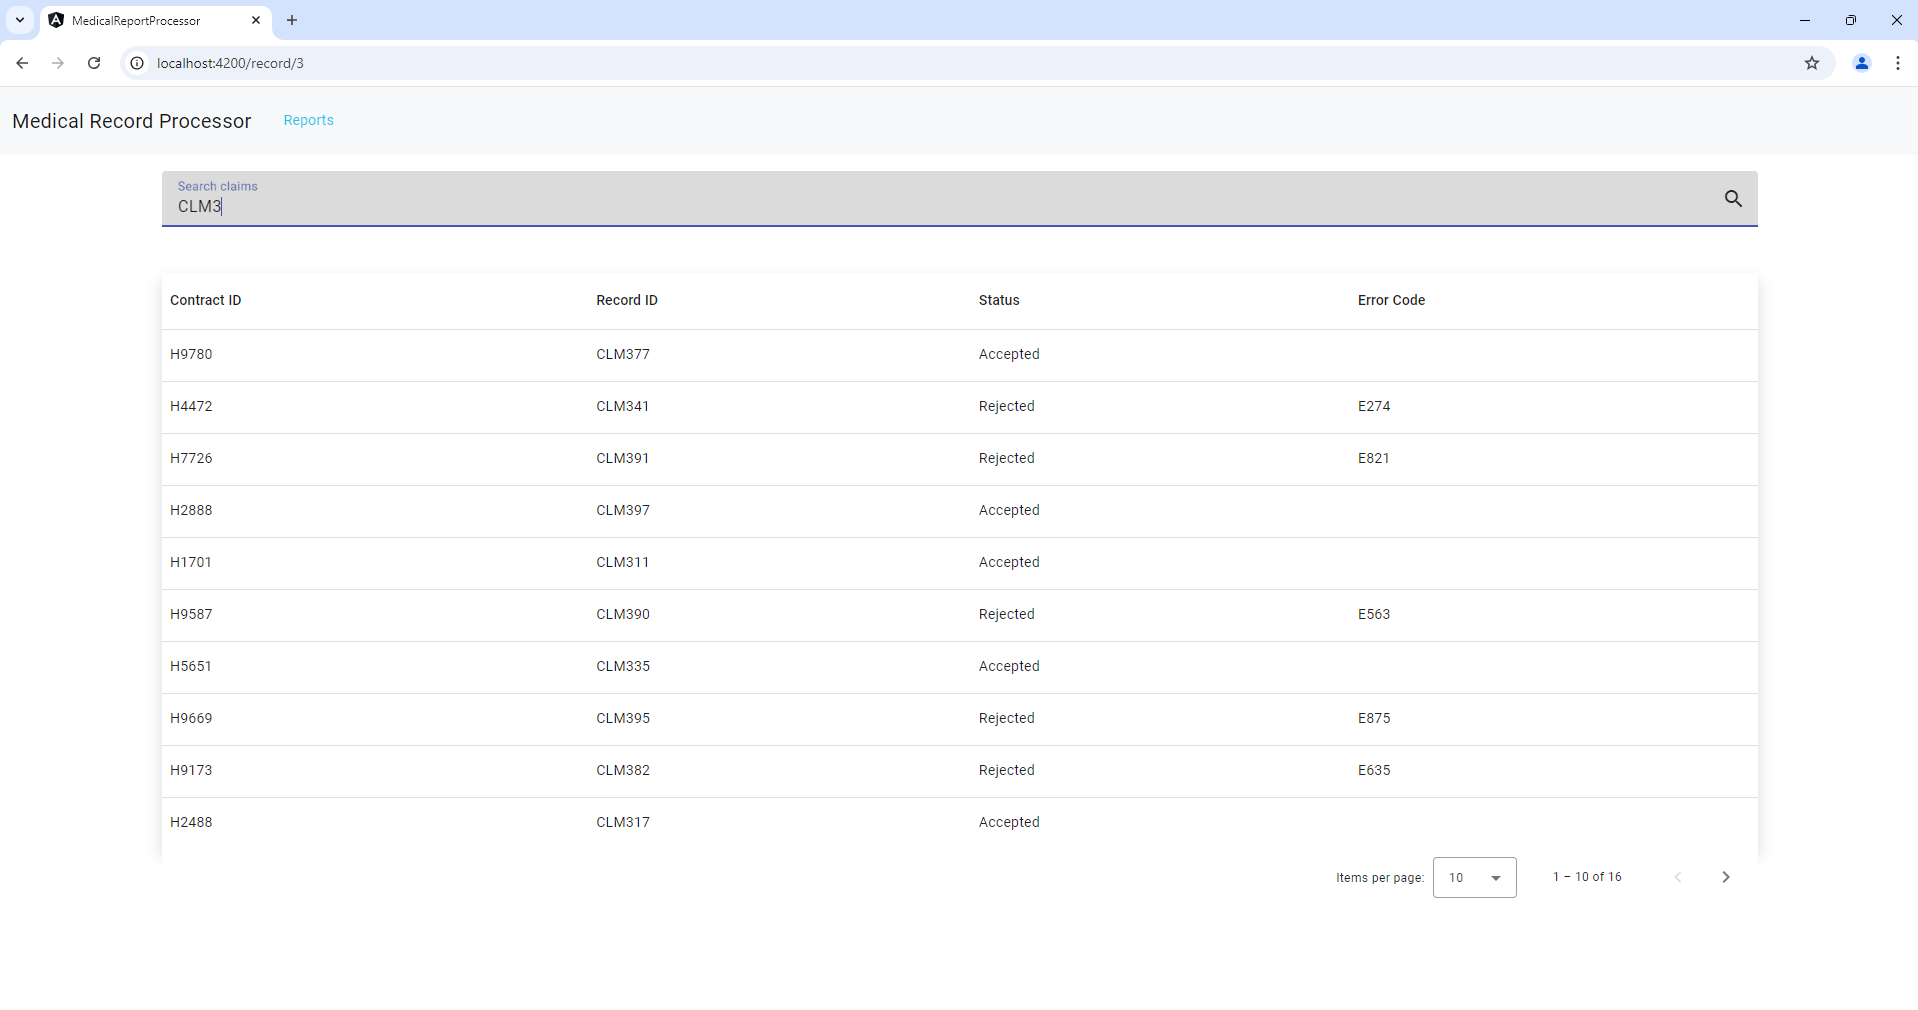 MedicalReportProcessor
localhost:4200/record/3
Medical Record Processor Reports
Search claims
CLM3
Contract ID Record ID Status Error Code
H9780 CLM377 Accepted
H4472 CLM341 Rejected E274
H7726 CLM391 Rejected E821
H2888 CLM397 Accepted
H1701 CLM311 Accepted
H9587 CLM390 Rejected E563
H5651 CLM335 Accepted
H9669 CLM395 Rejected E875
H9173 CLM382 Rejected E635
H2488 CLM317 Accepted
Items per page: 10 1 – 10 of 16